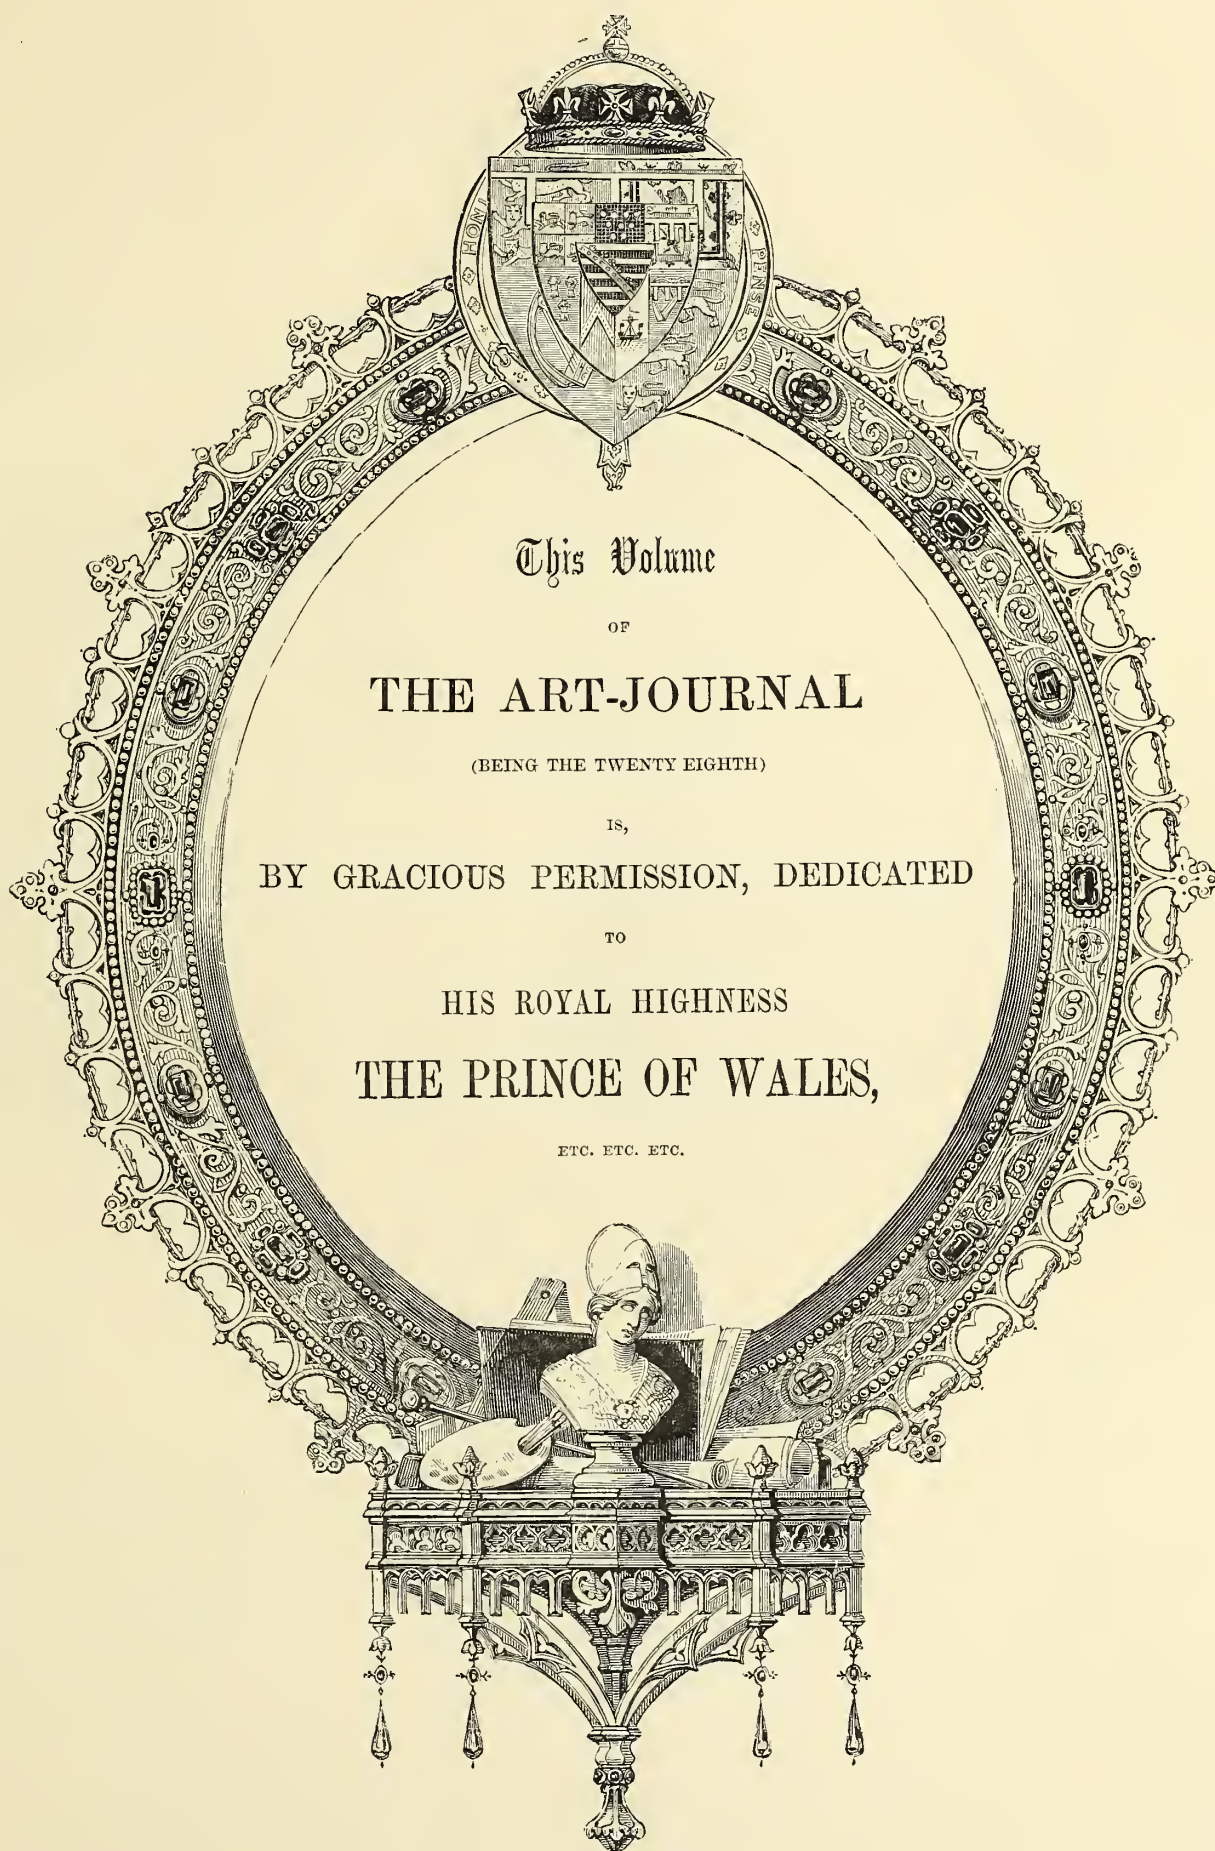 HONI
PENSE
This Volume
OF
THE ART-JOURNAL
(BEING THE TWENTY EIGHTH)
IS,
BY GRACIOUS PERMISSION, DEDICATED
TO
HIS ROYAL HIGHNESS
THE PRINCE OF WALES,
ETC. ETC. ETC.